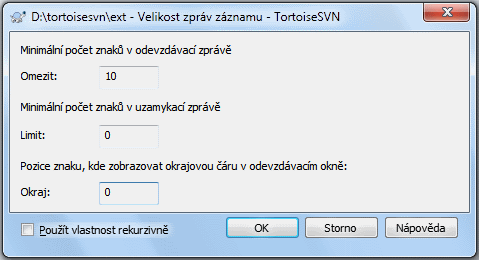 D:\tortoisesvn\ext - Velikost zpráv záznamu - TortoiseSVN
Minimální počet znaků v odevzdávací zprávě
Omezit: 10
Minimální počet znaků v uzamykací zprávě
Limit: 0
Pozice znaku, kde zobrazovat okrajovou čáru v odevzdávacím okně:
Okraj: 0
Použít vlastnost rekurzivně OK Storno Nápověda